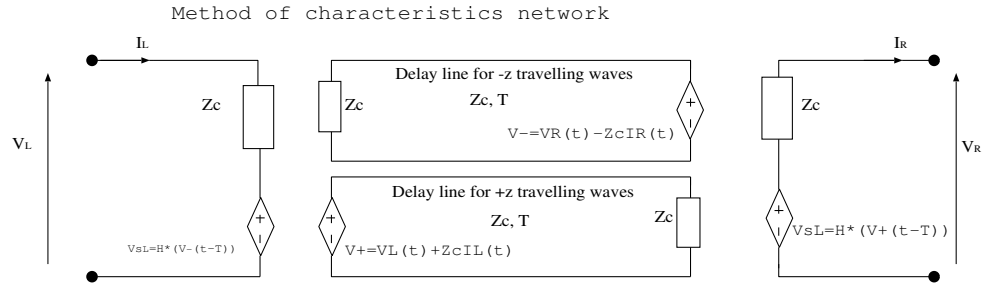 Method of characteristics network
IL
IR
Delay line for -z travelling waves
Zc
Zc
Zc, T
Zc
V-=VR(t)-ZcIR(t)
VL
VR
Delay line for +z travelling waves
Zc
Zc, T
VsL=H*(V-(t-T))
V+=VL(t)+ZcIL(t)
VsL=H*(V+(t-T))
+
-
+
-
+
-
+
-